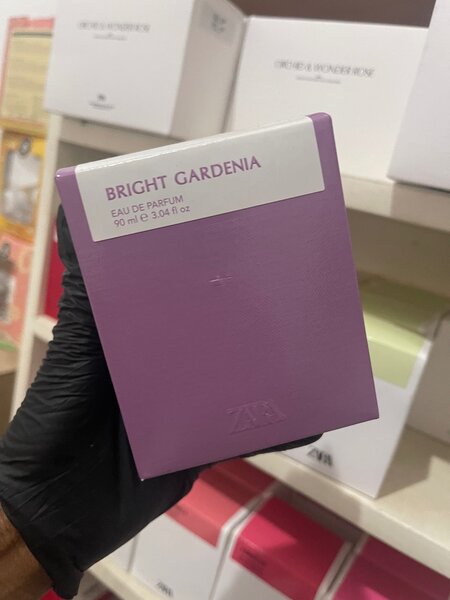 ORCHID & WONDER ROSE
BRIGHT GARDENIA
EAU DE PARFUM
90 ml ℮ 3.04 fl oz
ZARA
ZARA